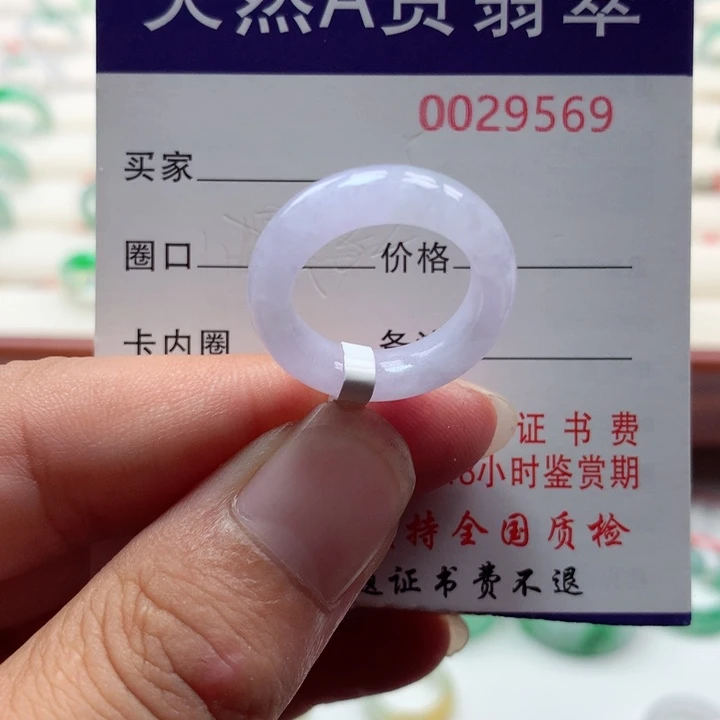 天然A货翡翠
0029569
买家
圈口 价格
卡内圈
证书费
小时鉴赏期
持全国质检
证书费不退